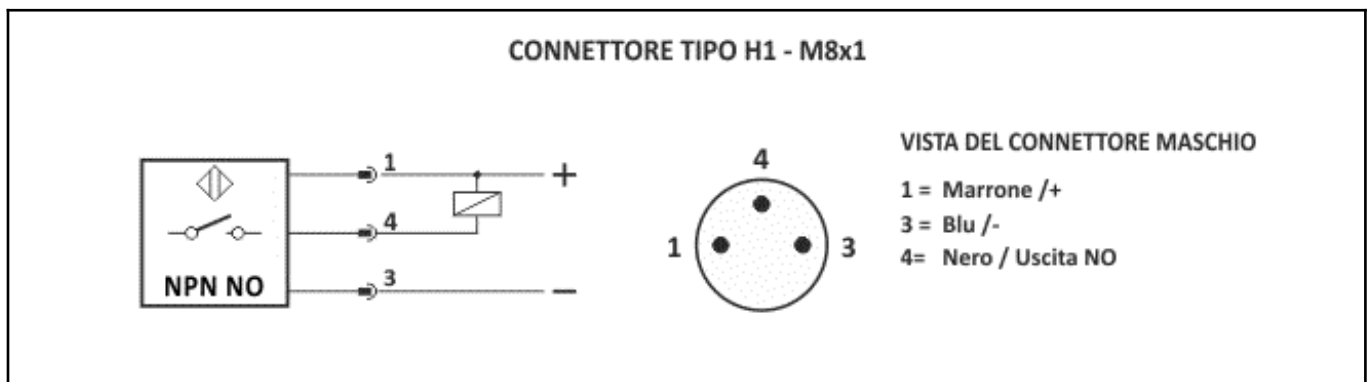 CONNETTORE TIPO H1 - M8x1
1
+
4
3
−
NPN NO
4
1
3
VISTA DEL CONNETTORE MASCHIO
1 = Marrone /+
3 = Blu /-
4= Nero / Uscita NO